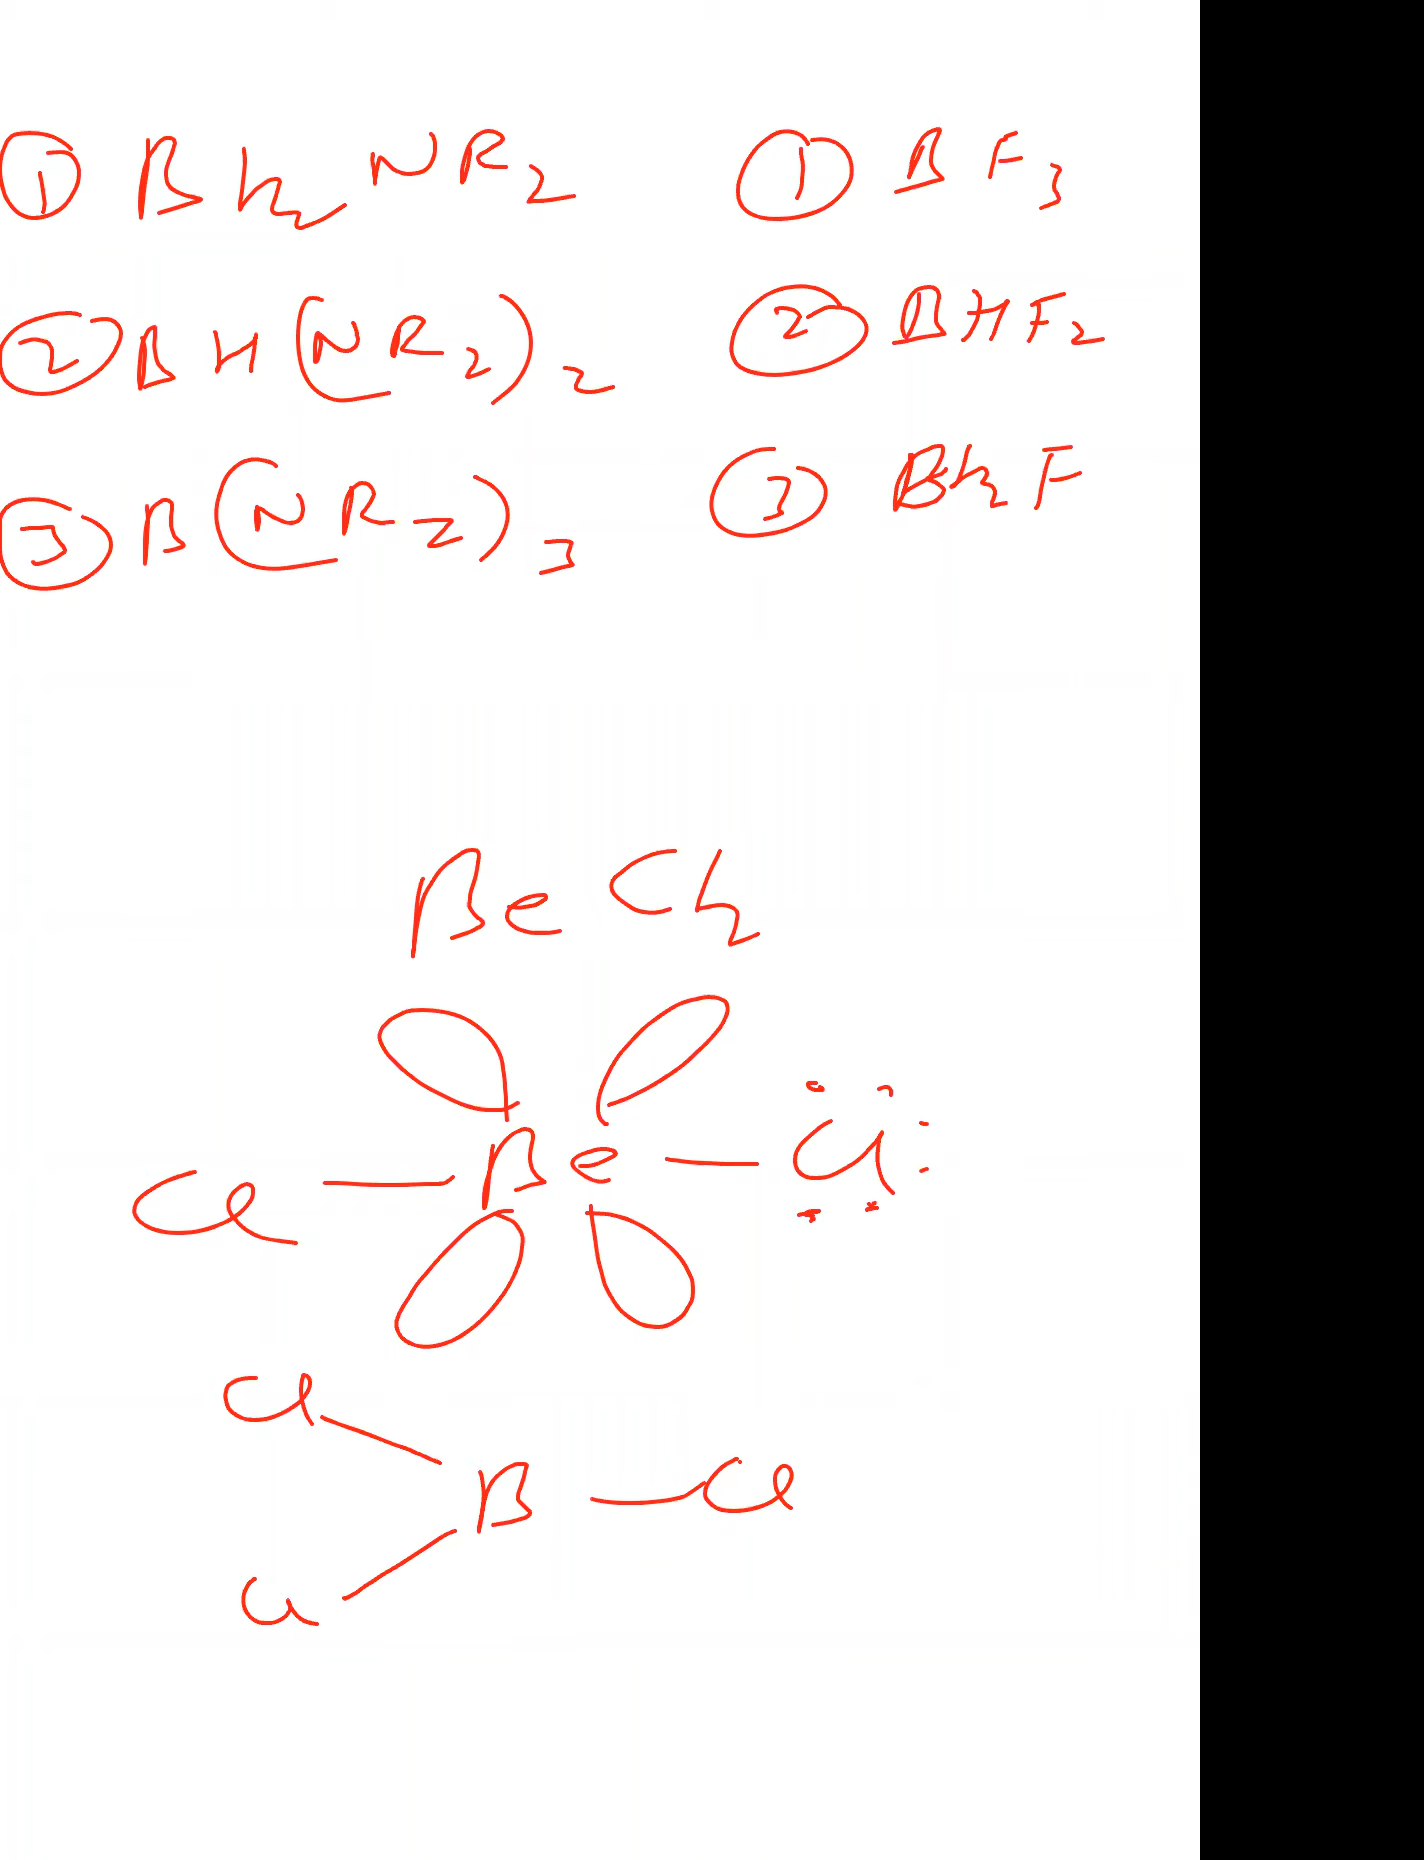 ① BH₂NR₂ ① BF₃
② BH(NR₂)₂ ② BHF₂
③ B(NR₂)₃ ③ BH₂F
BeCl₂
Cl — Be — Cl
Cl
B — Cl
Cl